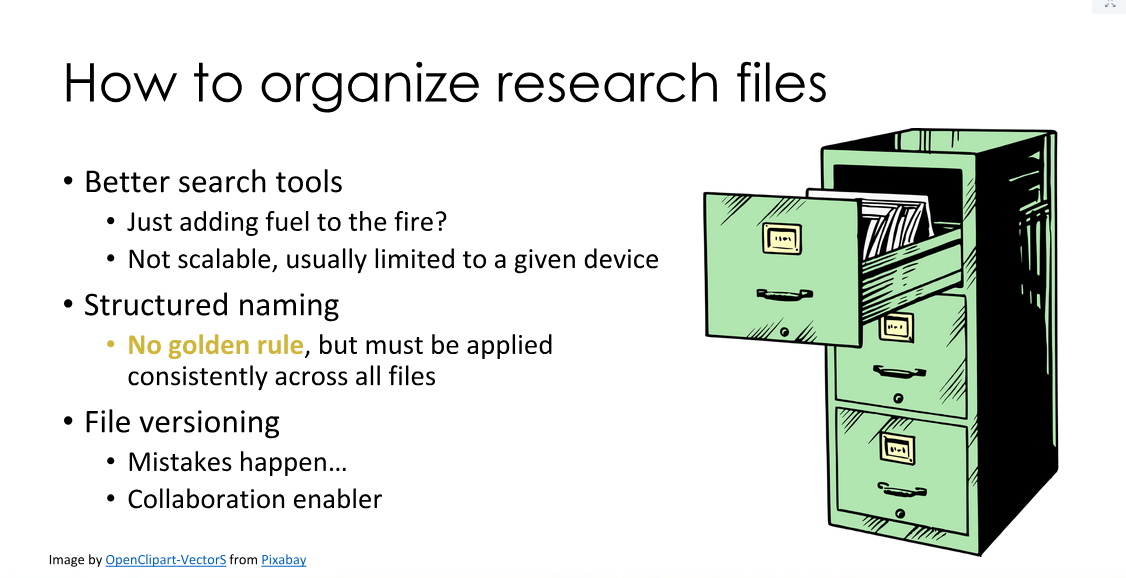 How to organize research files
• Better search tools
• Just adding fuel to the fire?
• Not scalable, usually limited to a given device
• Structured naming
• No golden rule, but must be applied
consistently across all files
• File versioning
• Mistakes happen…
• Collaboration enabler
Image by OpenClipart-VectorS from Pixabay